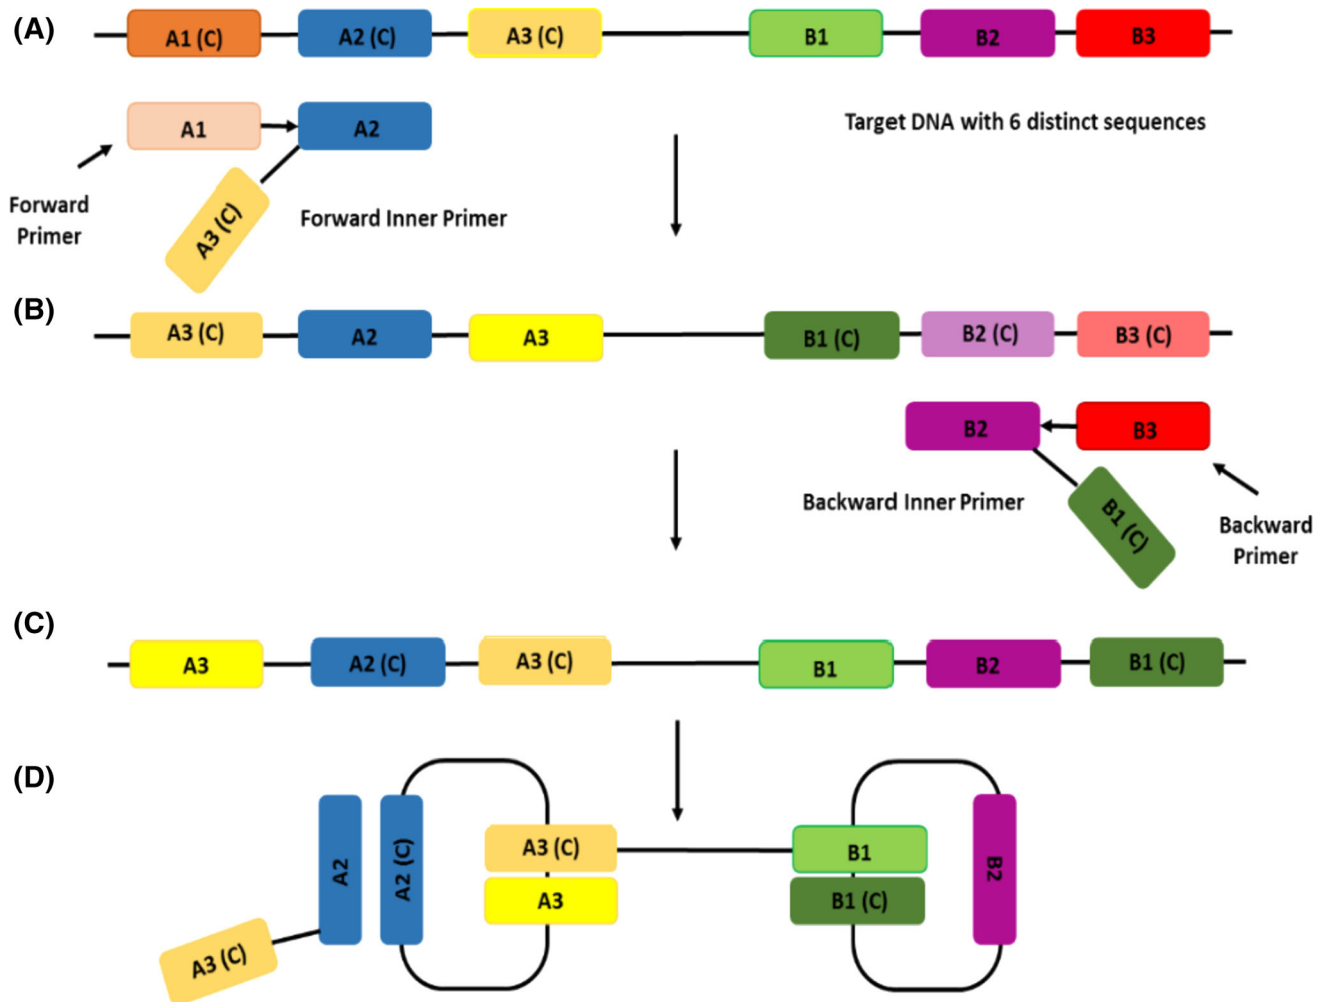 (A)
A1 (C)
A2 (C)
A3 (C)
B1
B2
B3
A1
A2
Target DNA with 6 distinct sequences
Forward
Primer
A3 (C)
Forward Inner Primer
(B)
A3 (C)
A2
A3
B1 (C)
B2 (C)
B3 (C)
B2
B3
Backward Inner Primer
B1 (C)
Backward
Primer
(C)
A3
A2 (C)
A3 (C)
B1
B2
B1 (C)
(D)
A2
A2 (C)
A3 (C)
A3
B1
B1 (C)
B2
A3 (C)